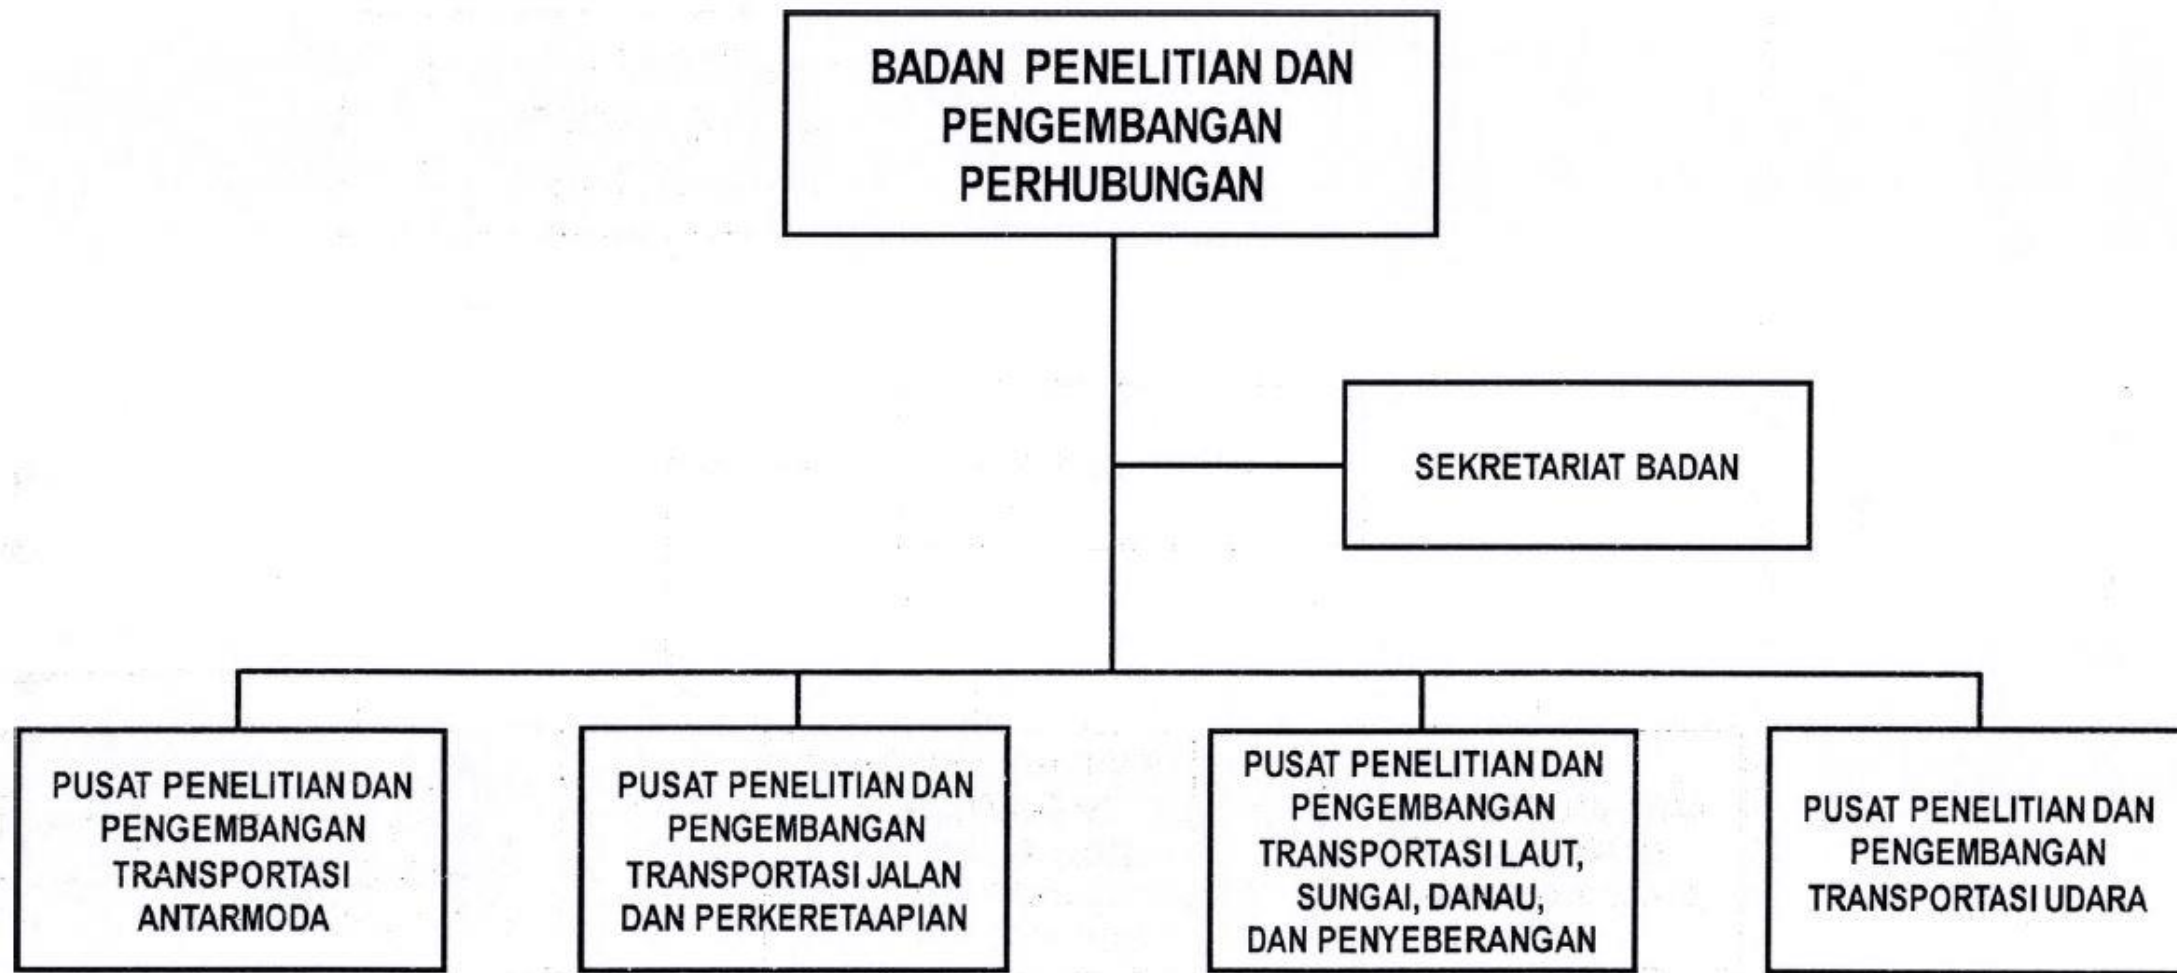 BADAN PENELITIAN DAN
PENGEMBANGAN
PERHUBUNGAN
SEKRETARIAT BADAN
PUSAT PENELITIAN DAN
PENGEMBANGAN
TRANSPORTASI
ANTARMODA
PUSAT PENELITIAN DAN
PENGEMBANGAN
TRANSPORTASI JALAN
DAN PERKERETAAPIAN
PUSAT PENELITIAN DAN
PENGEMBANGAN
TRANSPORTASI LAUT,
SUNGAI, DANAU,
DAN PENYEBERANGAN
PUSAT PENELITIAN DAN
PENGEMBANGAN
TRANSPORTASI UDARA